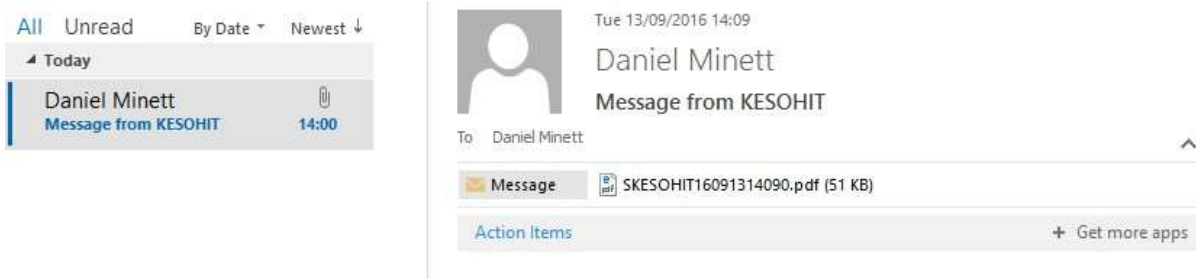 All Unread By Date Newest ↓
Today
Daniel Minett
Message from KESOHIT 14:00
Tue 13/09/2016 14:09
Daniel Minett
Message from KESOHIT
To Daniel Minett
Message SKESOHIT16091314090.pdf (51 KB)
Action Items + Get more apps